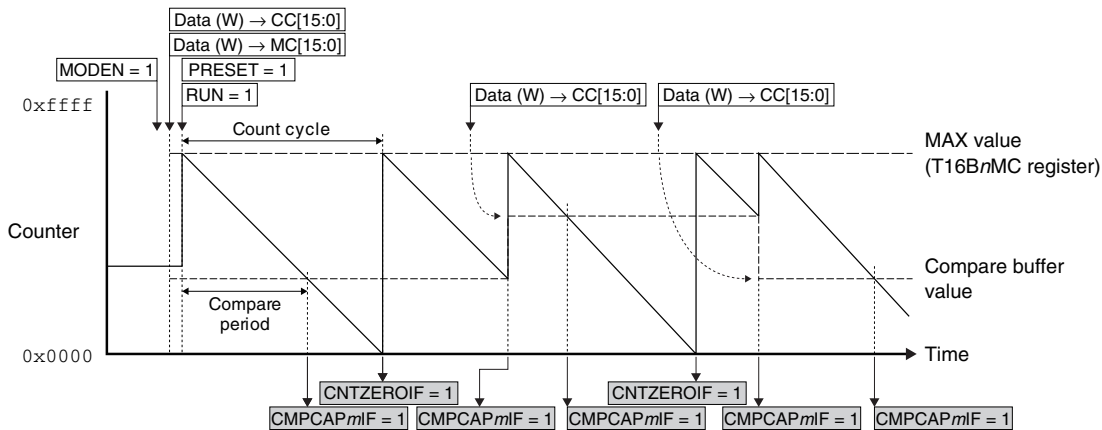 Data (W) → CC[15:0]
Data (W) → MC[15:0]
MODEN = 1
PRESET = 1
RUN = 1
Data (W) → CC[15:0]
Data (W) → CC[15:0]
0xffff
Count cycle
MAX value
(T16BnMC register)
Counter
Compare
period
Compare buffer
value
0x0000
Time
CNTZEROIF = 1
CNTZEROIF = 1
CMPCAPmIF = 1
CMPCAPmIF = 1
CMPCAPmIF = 1
CMPCAPmIF = 1
CMPCAPmIF = 1